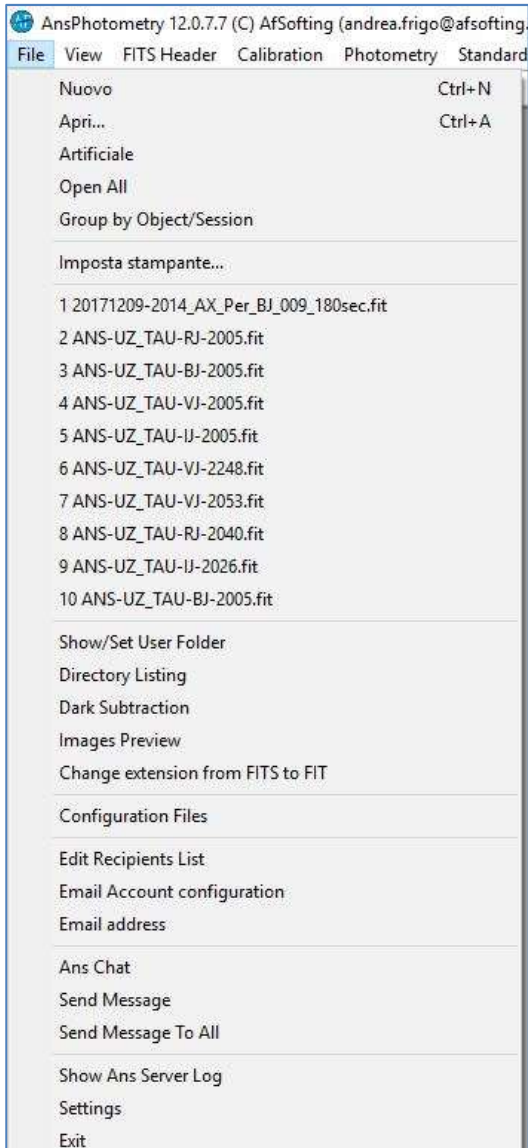 AnsPhotometry 12.0.7.7 (C) AfSofting (andrea.frigo@afsofting.
File View FITS Header Calibration Photometry Standard
Nuovo Ctrl+N
Apri... Ctrl+A
Artificiale
Open All
Group by Object/Session
Imposta stampante...
1 20171209-2014_AX_Per_BJ_009_180sec.fit
2 ANS-UZ_TAU-RJ-2005.fit
3 ANS-UZ_TAU-BJ-2005.fit
4 ANS-UZ_TAU-VJ-2005.fit
5 ANS-UZ_TAU-IJ-2005.fit
6 ANS-UZ_TAU-VJ-2248.fit
7 ANS-UZ_TAU-VJ-2053.fit
8 ANS-UZ_TAU-RJ-2040.fit
9 ANS-UZ_TAU-IJ-2026.fit
10 ANS-UZ_TAU-BJ-2005.fit
Show/Set User Folder
Directory Listing
Dark Subtraction
Images Preview
Change extension from FITS to FIT
Configuration Files
Edit Recipients List
Email Account configuration
Email address
Ans Chat
Send Message
Send Message To All
Show Ans Server Log
Settings
Exit